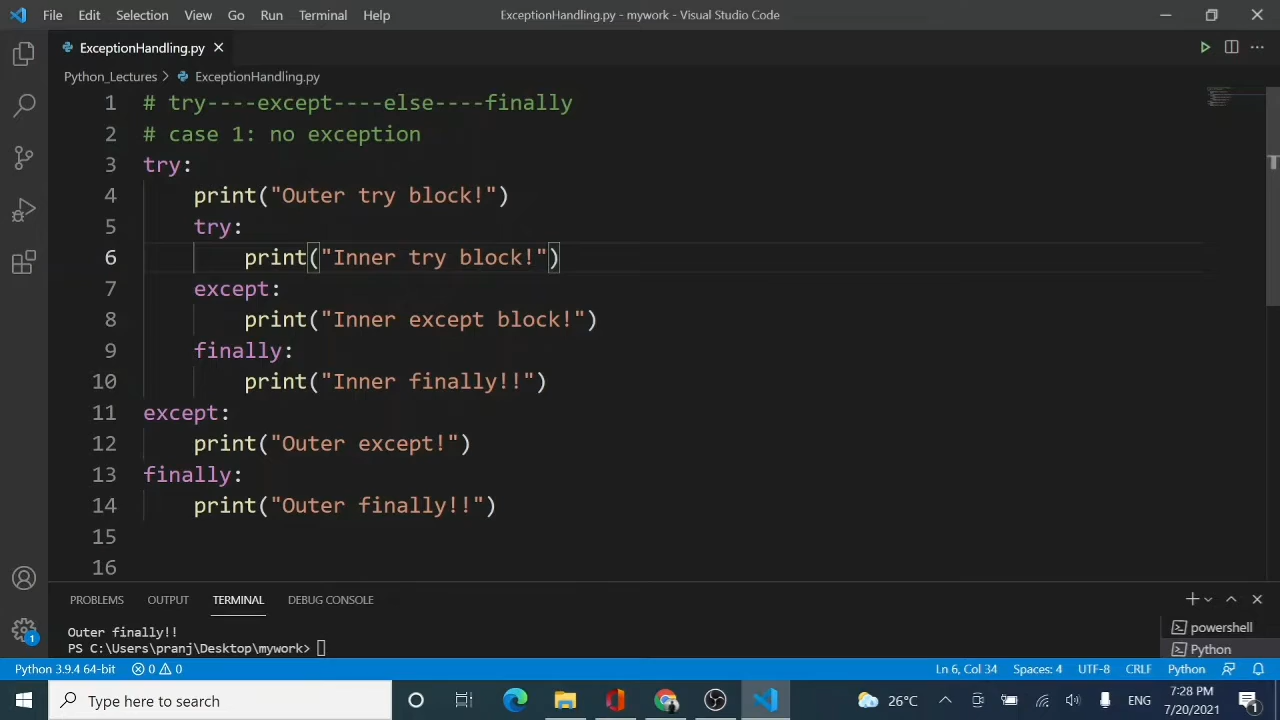 File Edit Selection View Go Run Terminal Help ExceptionHandling.py - mywork - Visual Studio Code
ExceptionHandling.py
Python_Lectures > ExceptionHandling.py
1 # try----except----else----finally
2 # case 1: no exception
3 try:
4 print("Outer try block!")
5 try:
6 print("Inner try block!")
7 except:
8 print("Inner except block!")
9 finally:
10 print("Inner finally!!")
11 except:
12 print("Outer except!")
13 finally:
14 print("Outer finally!!")
15
16
PROBLEMS OUTPUT TERMINAL DEBUG CONSOLE
Outer finally!!
PS C:\Users\pranj\Desktop\mywork>
powershell
Python
1
Python 3.9.4 64-bit 0 0 Ln 6, Col 34 Spaces: 4 UTF-8 CRLF Python
Type here to search 26°C ENG 7:28 PM
7/20/2021
1